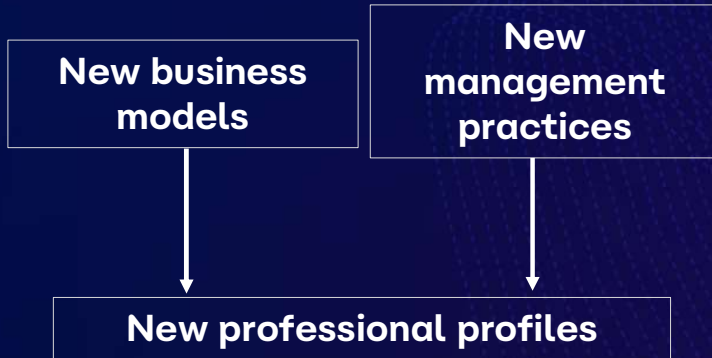 New business
models
New
management
practices
New professional profiles